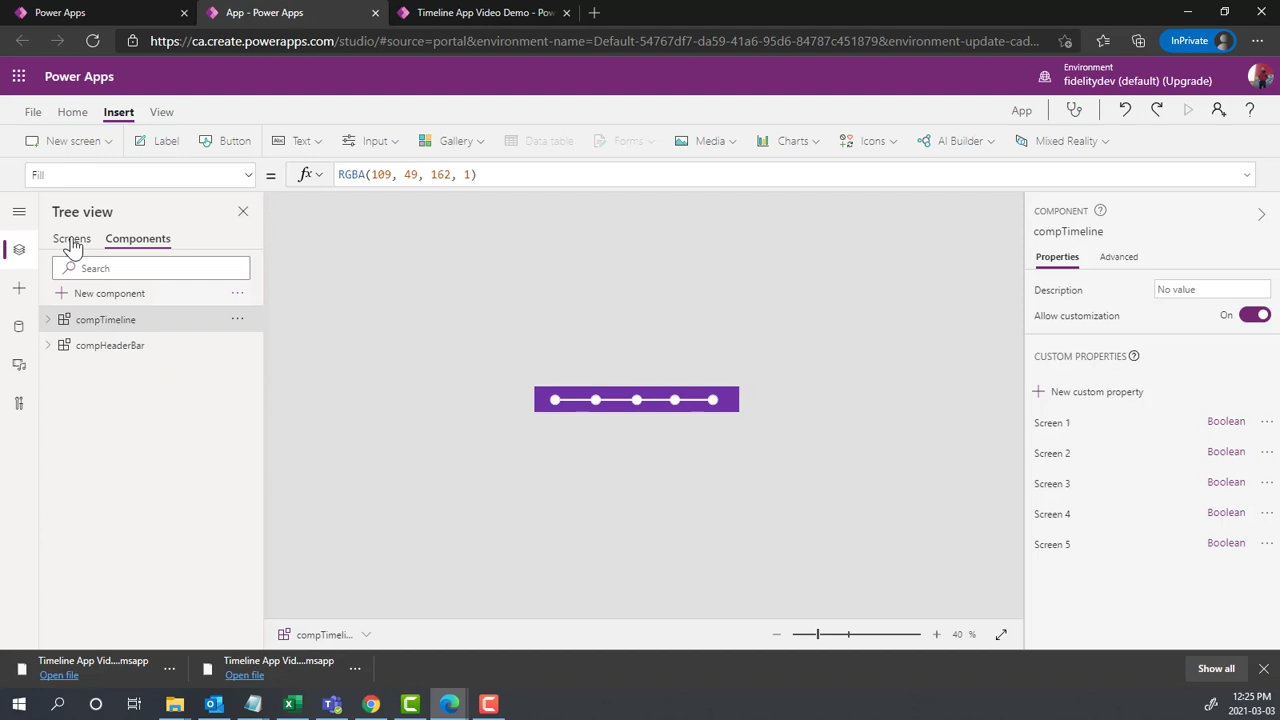 Power Apps
App - Power Apps
Timeline App Video Demo - Pow
https://ca.create.powerapps.com/studio/#source=portal&environment-name=Default-54767df7-da59-41a6-95d6-84787c451879&environment-update-cad...
InPrivate
Power Apps
Environment
fidelitydev (default) (Upgrade)
File Home Insert View
App
New screen Label Button Text Input Gallery Data table Forms Media Charts Icons AI Builder Mixed Reality
Fill = fx RGBA(109, 49, 162, 1)
Tree view
Screens Components
Search
New component
compTimeline
compHeaderBar
COMPONENT
compTimeline
Properties Advanced
Description No value
Allow customization On
CUSTOM PROPERTIES
New custom property
Screen 1 Boolean
Screen 2 Boolean
Screen 3 Boolean
Screen 4 Boolean
Screen 5 Boolean
compTimeli...
40 %
Timeline App Vid....msapp
Open file
Timeline App Vid....msapp
Open file
Show all
12:25 PM
2021-03-03